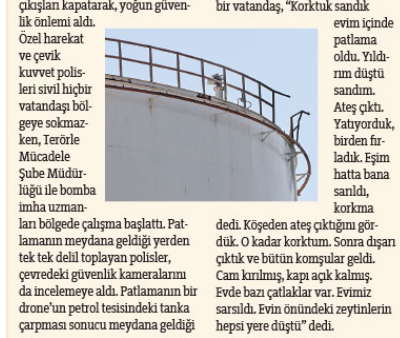 çıkışları kapatarak, yoğun güven-
lik önlemi aldı.
Özel harekat
ve çevik
kuvvet polis-
leri sivil hiçbir
vatandaşı böl-
geye sokmaz-
ken, Terörle
Mücadele
Şube Müdür-
lüğü ile bomba
imha uzman-
ları bölgede çalışma başlattı. Pat-
lamanın meydana geldiği yerden
tek tek delil toplayan polisler,
çevredeki güvenlik kameralarını
da incelemeye aldı. Patlamanın bir
drone’un petrol tesisindeki tanka
çarpması sonucu meydana geldiği
bir vatandaş, “Korktuk sandık
evim içinde
patlama
oldu. Yıldı-
rım düştü
sandım.
Ateş çıktı.
Yatıyorduk,
birden fır-
ladık. Eşim
hatta bana
sarıldı,
korkma
dedi. Köşeden ateş çıktığını gör-
dük. O kadar korktum. Sonra dışarı
çıktık ve bütün komşular geldi.
Cam kırılmış, kapı açık kalmış.
Evde bazı çatlaklar var. Evimiz
sarsıldı. Evin önündeki zeytinlerin
hepsi yere düştü” dedi.